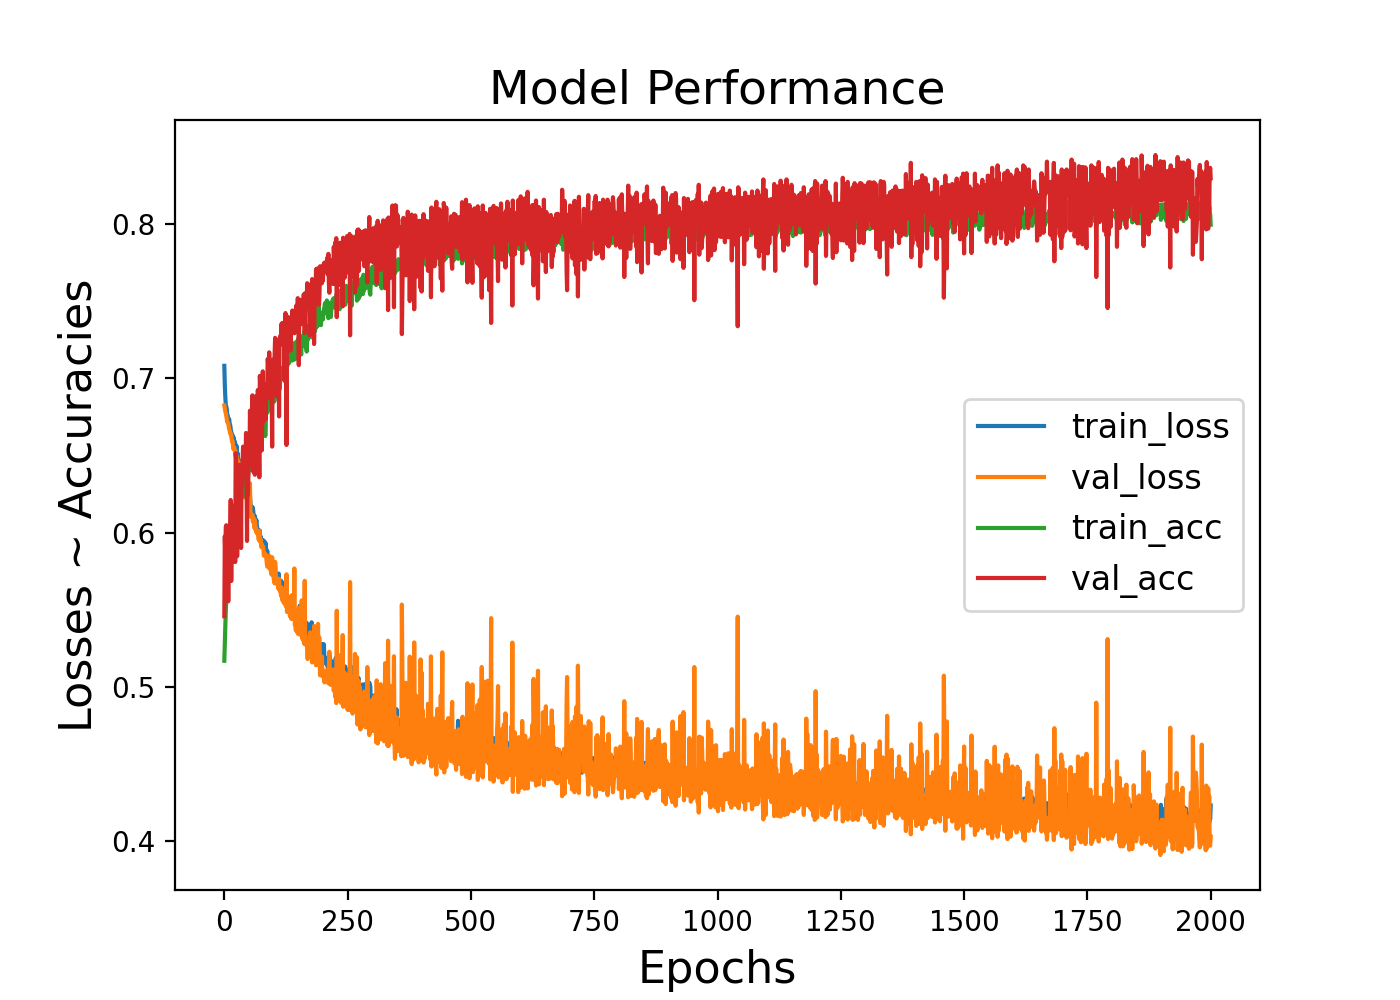 Model Performance
Losses ~ Accuracies
0.8
0.7
0.6
0.5
0.4
train_loss
val_loss
train_acc
val_acc
0 250 500 750 1000 1250 1500 1750 2000
Epochs